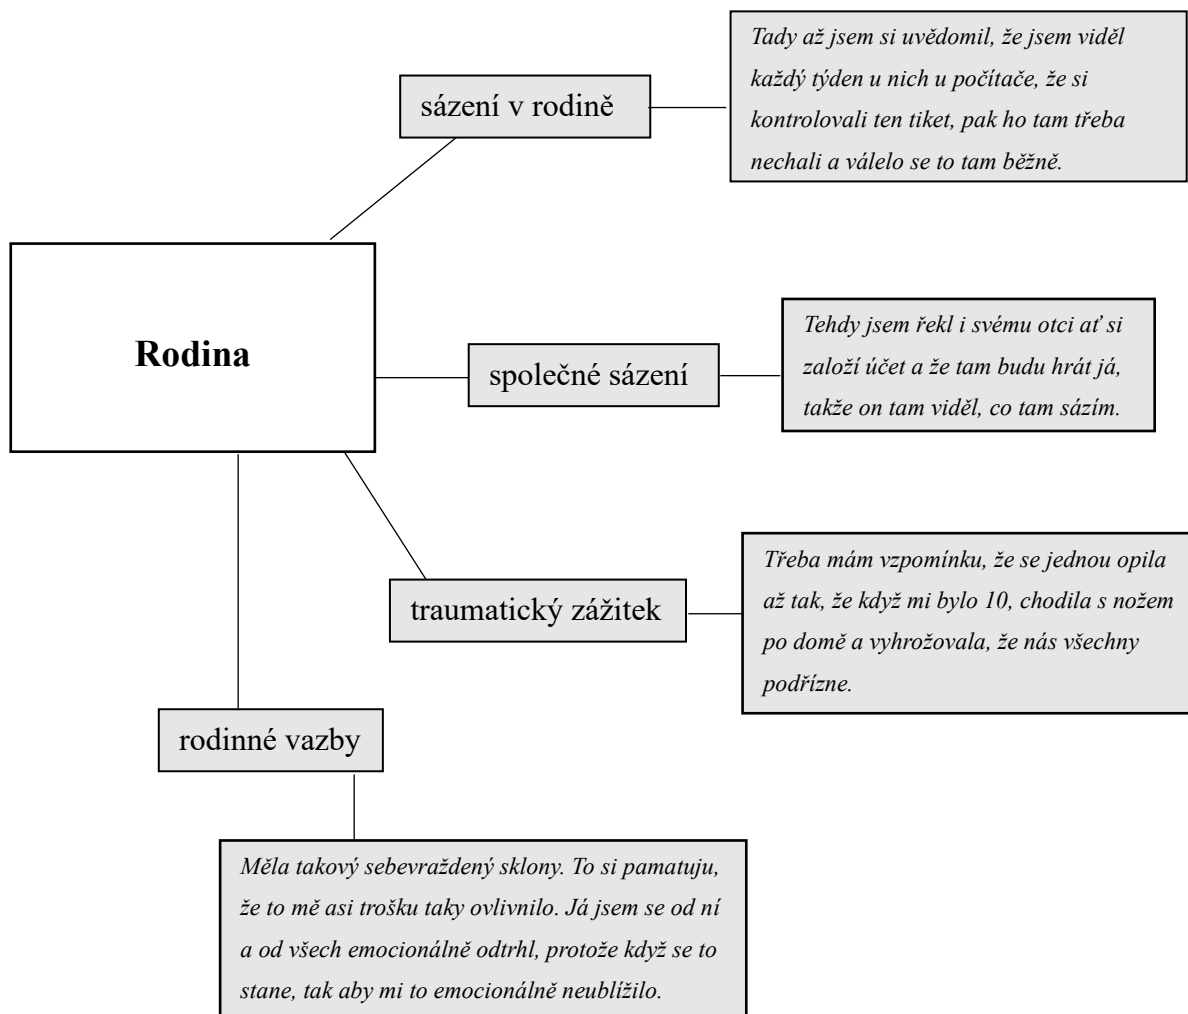 Tady až jsem si uvědomil, že jsem viděl
každý týden u nich u počítače, že si
kontrolovali ten tiket, pak ho tam třeba
nechali a válelo se to tam běžně.
sázení v rodině
Rodina
Tehdy jsem řekl i svému otci ať si
založí účet a že tam budu hrát já,
takže on tam viděl, co tam sázím.
společné sázení
Třeba mám vzpomínku, že se jednou opila
až tak, že když mi bylo 10, chodila s nožem
po domě a vyhrožovala, že nás všechny
podřízne.
traumatický zážitek
rodinné vazby
Měla takový sebevraždený sklony. To si pamatuju,
že to mě asi trošku taky ovlivnilo. Já jsem se od ní
a od všech emocionálně odtrhl, protože když se to
stane, tak aby mi to emocionálně neublížilo.